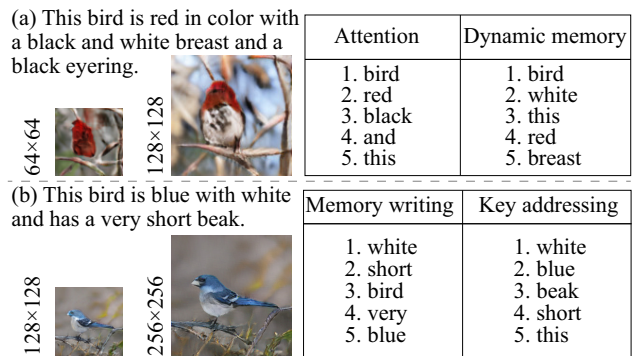 (a) This bird is red in color with
a black and white breast and a
black eyering.
64×64
128×128
Attention
Dynamic memory
1. bird
2. red
3. black
4. and
5. this
1. bird
2. white
3. this
4. red
5. breast
(b) This bird is blue with white
and has a very short beak.
128×128
256×256
Memory writing
Key addressing
1. white
2. short
3. bird
4. very
5. blue
1. white
2. blue
3. beak
4. short
5. this